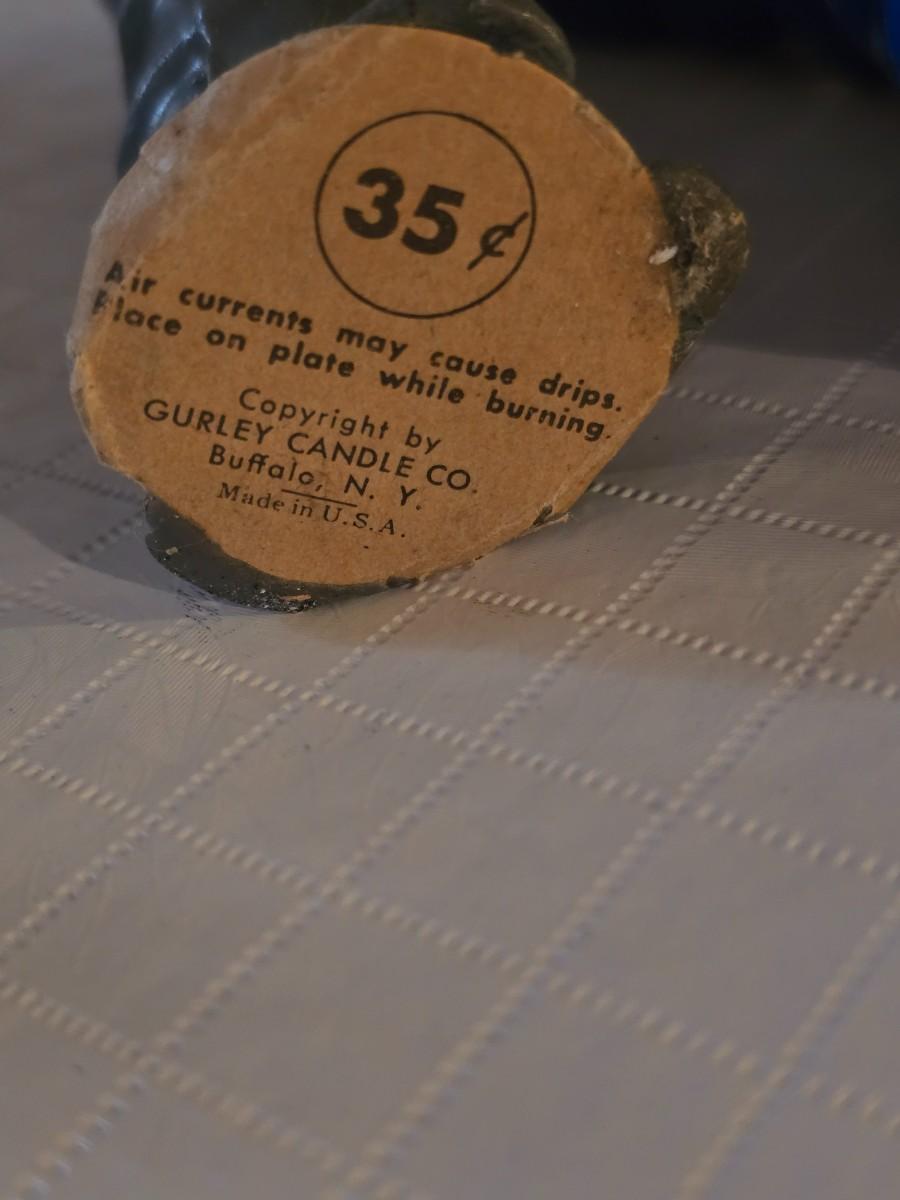 35 ¢
Air currents may cause drips.
Place on plate while burning.
Copyright by
GURLEY CANDLE CO.
Buffalo, N. Y.
Made in U.S.A.